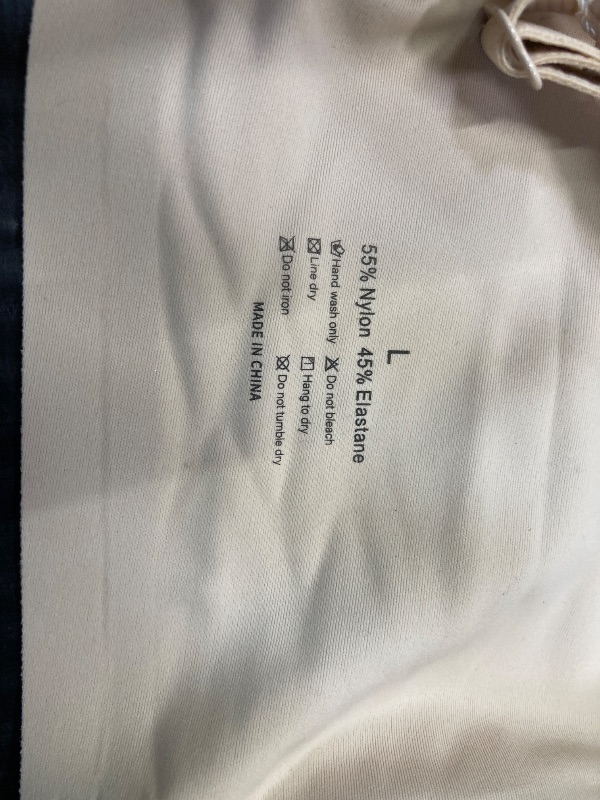 L
55% Nylon 45% Elastane
Hand wash only Do not bleach
Line dry Hang to dry
Do not iron Do not tumble dry
MADE IN CHINA